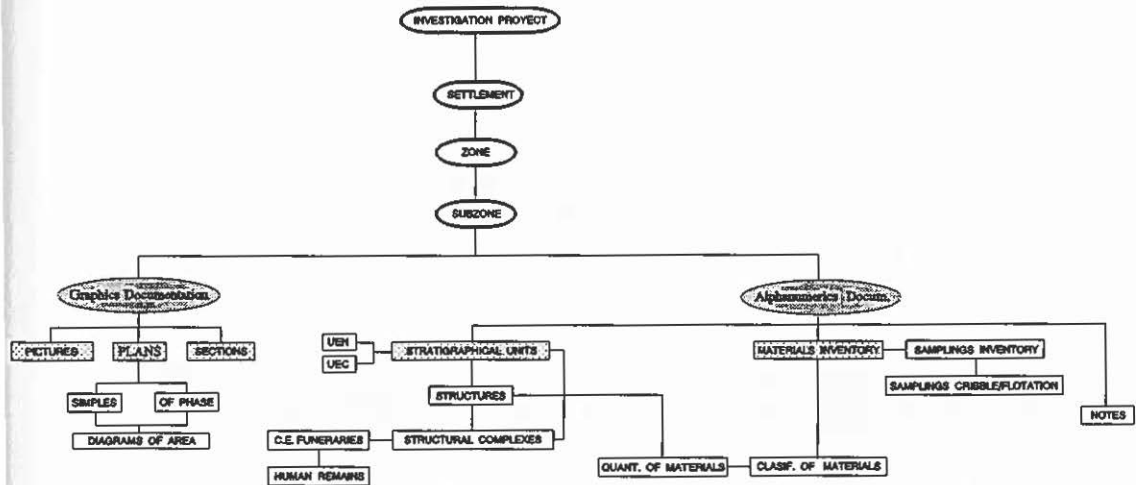 INVESTIGATION PROYECT
SETTLEMENT
ZONE
SUBZONE
Graphics Documentation
Alphanumerics Docum.
PICTURES
PLANS
SECTIONS
UEN
UEC
STRATIGRAPHICAL UNITS
MATERIALS INVENTORY
SAMPLINGS INVENTORY
SAMPLINGS CRIBBLE/FLOTATION
SIMPLES
OF PHASE
STRUCTURES
NOTES
DIAGRAMS OF AREA
C.E. FUNERARIES
STRUCTURAL COMPLEXES
HUMAN REMAINS
QUANT. OF MATERIALS
CLASIF. OF MATERIALS